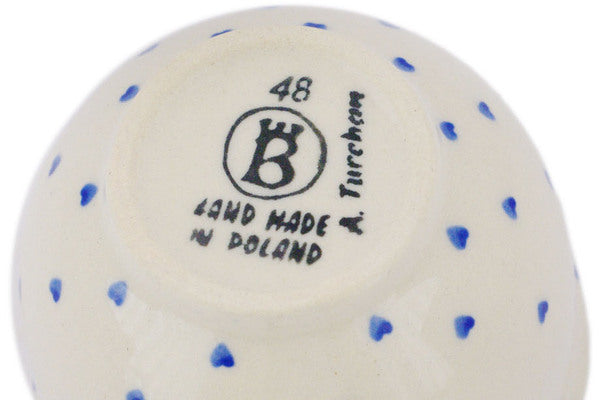 48
B
HAND MADE
IN POLAND
A. Turchan